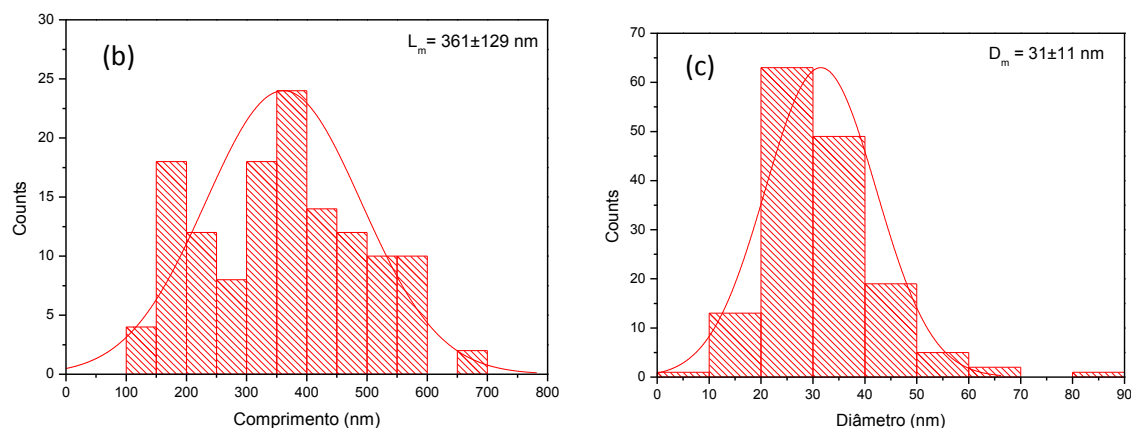 (b)
L_m = 361±129 nm
30
25
20
15
10
5
0
Counts
0 100 200 300 400 500 600 700 800
Comprimento (nm)
(c)
D_m = 31±11 nm
70
60
50
40
30
20
10
0
Counts
0 10 20 30 40 50 60 70 80 90
Diâmetro (nm)